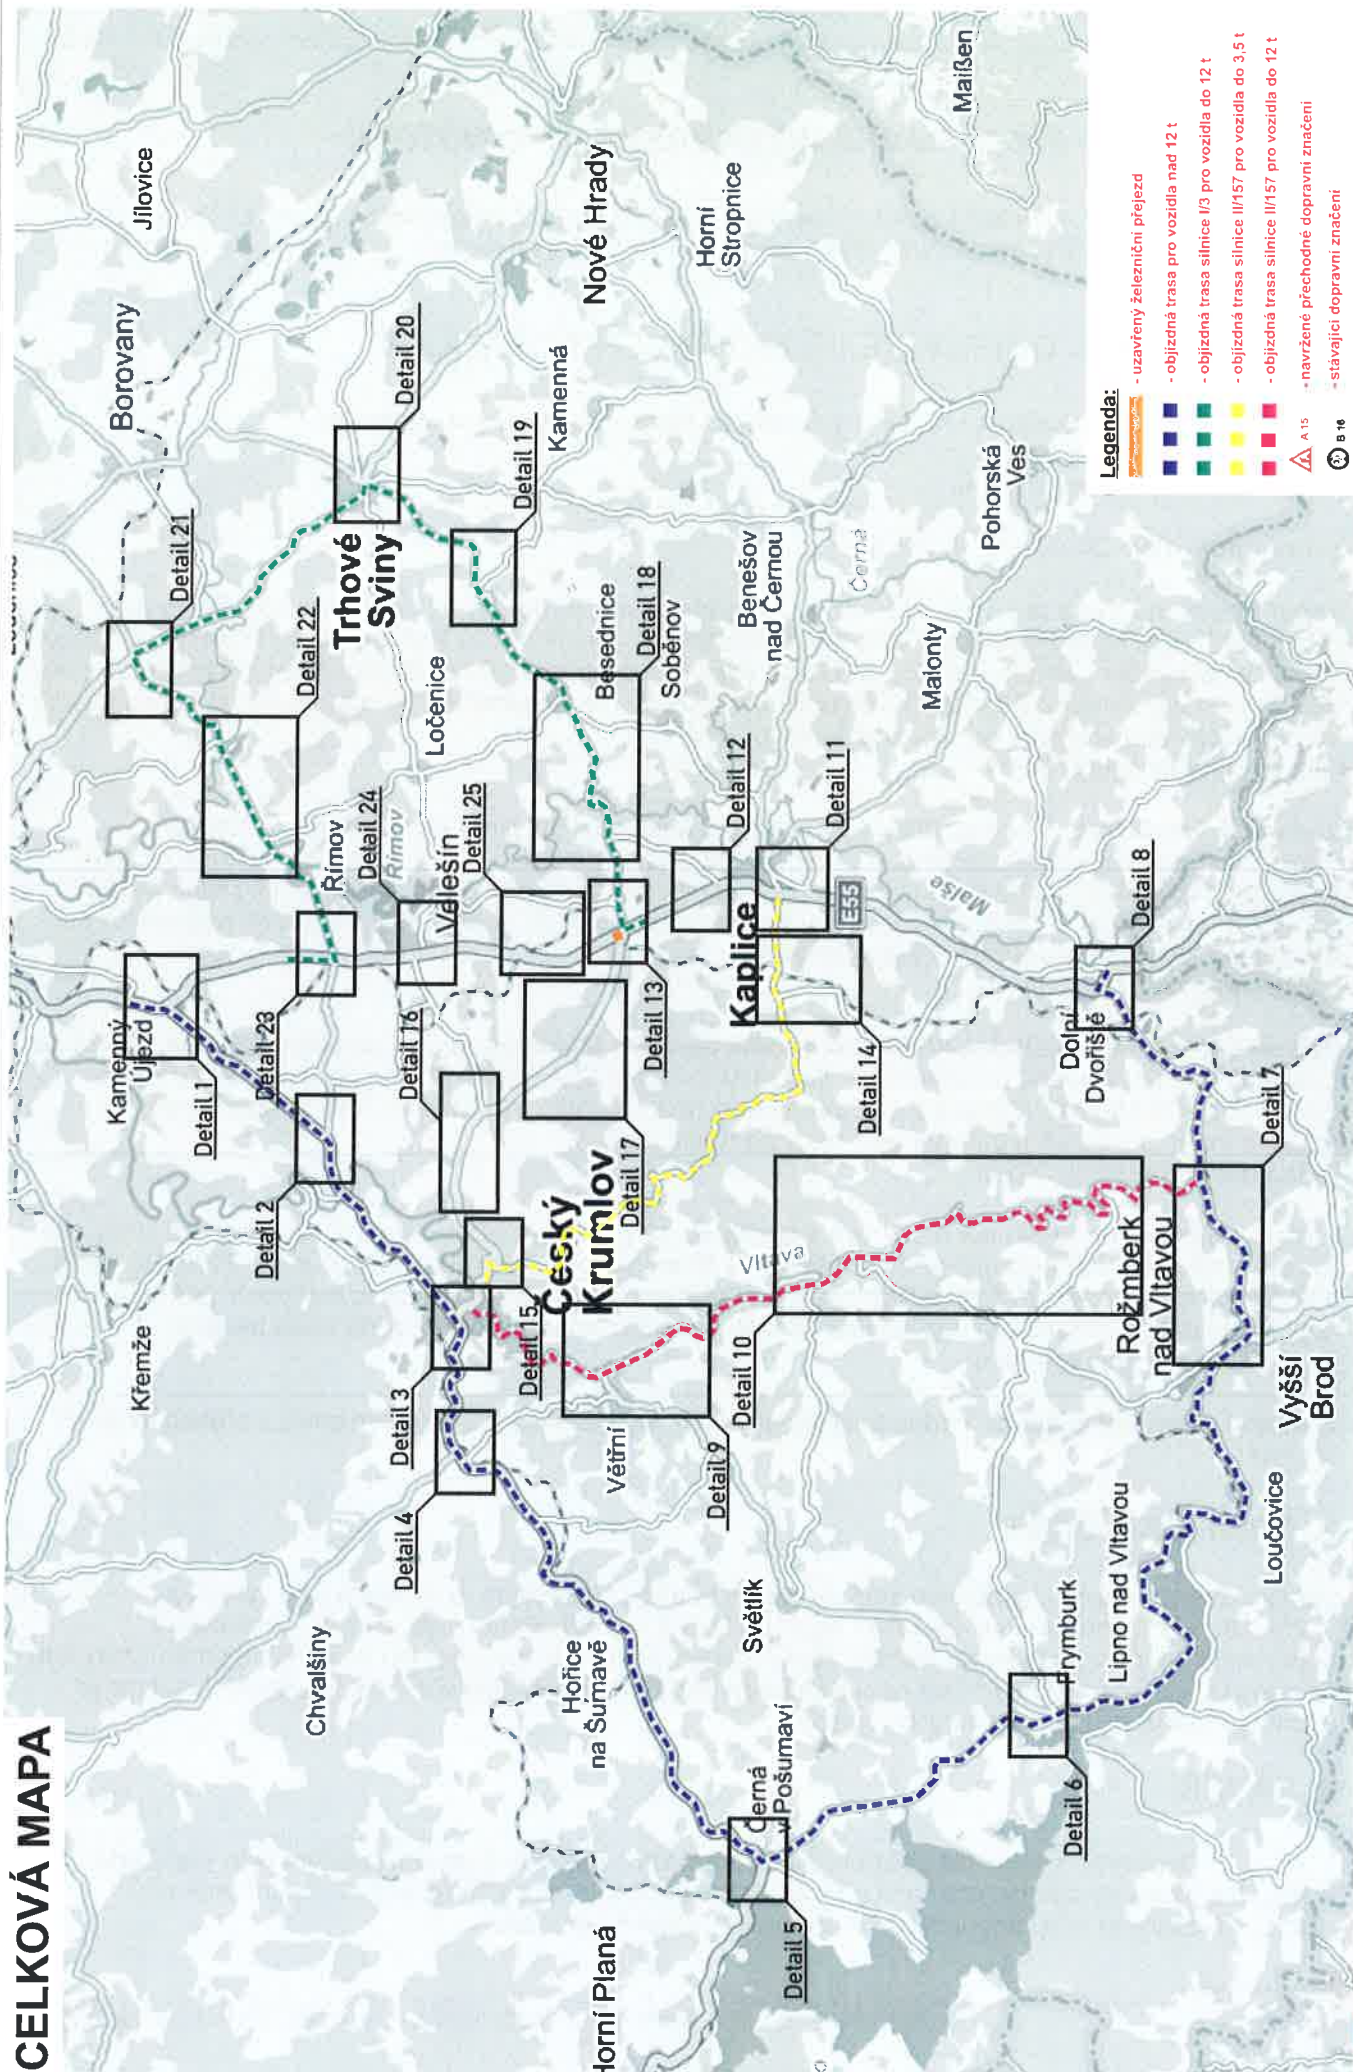 CELKOVÁ MAPA
Jílovice
Borovany
Maißen
Nové Hrady
Horní
Stropnice
Detail 20
Kamenná
Detail 19
Detail 21
Trhové
Sviny
Detail 22
Pohorská
Ves
Benešov
nad Černou
Černá
Besednice
Detail 18
Soběnov
Ločenice
Malonty
Římov
Detail 24
Římov
Velešín
Detail 25
Detail 12
Detail 11
Kaplice
E55
Malše
Detail 8
Kamenný
Újezd
Detail 1
Detail 23
Detail 16
Detail 13
Detail 14
Dolní
Dvořiště
Detail 7
Detail 2
Detail 17
Český
Krumlov
Vltava
Rožmberk
nad Vltavou
Křemže
Detail 3
Detail 15
Detail 10
Vyšší
Brod
Detail 4
Větřní
Detail 9
Loučovice
Chvalšiny
Hořice
na Šumavě
Světlík
Lipno nad Vltavou
Frymburk
Černá
v Pošumaví
Detail 6
Detail 5
Horní Planá
Legenda:
- uzavřený železniční přejezd
- objízdná trasa pro vozidla nad 12 t
- objízdná trasa silnice I/3 pro vozidla do 12 t
- objízdná trasa silnice II/157 pro vozidla do 3,5 t
- objízdná trasa silnice II/157 pro vozidla do 12 t
A 15 - navržené přechodné dopravní značení
B 16 - stávající dopravní značení